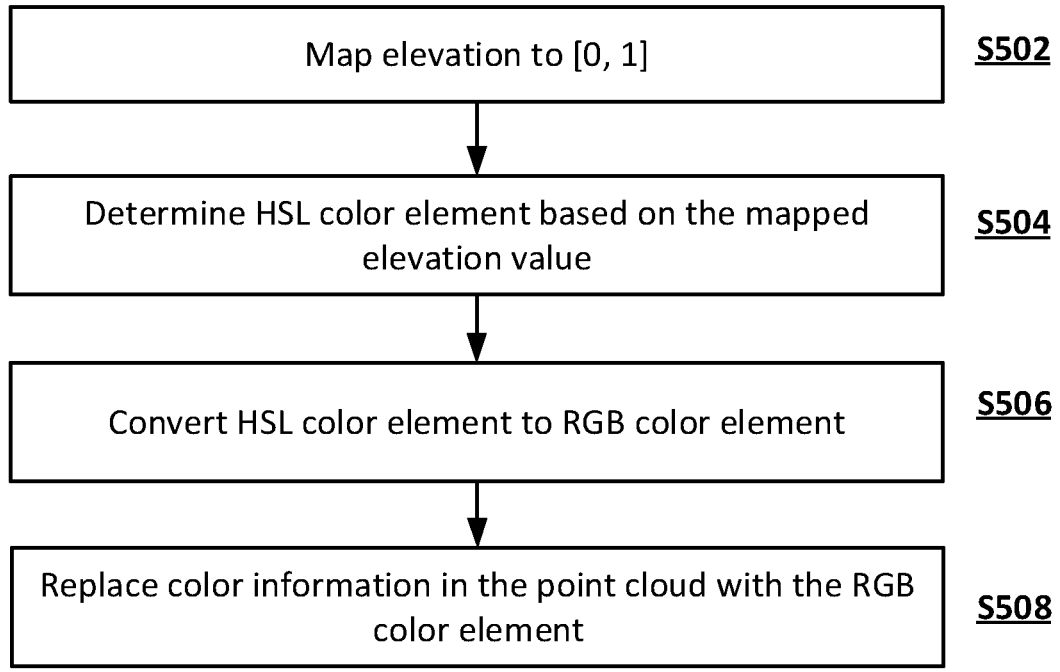 Map elevation to [0, 1]
S502
Determine HSL color element based on the mapped
elevation value
S504
Convert HSL color element to RGB color element
S506
Replace color information in the point cloud with the RGB
color element
S508